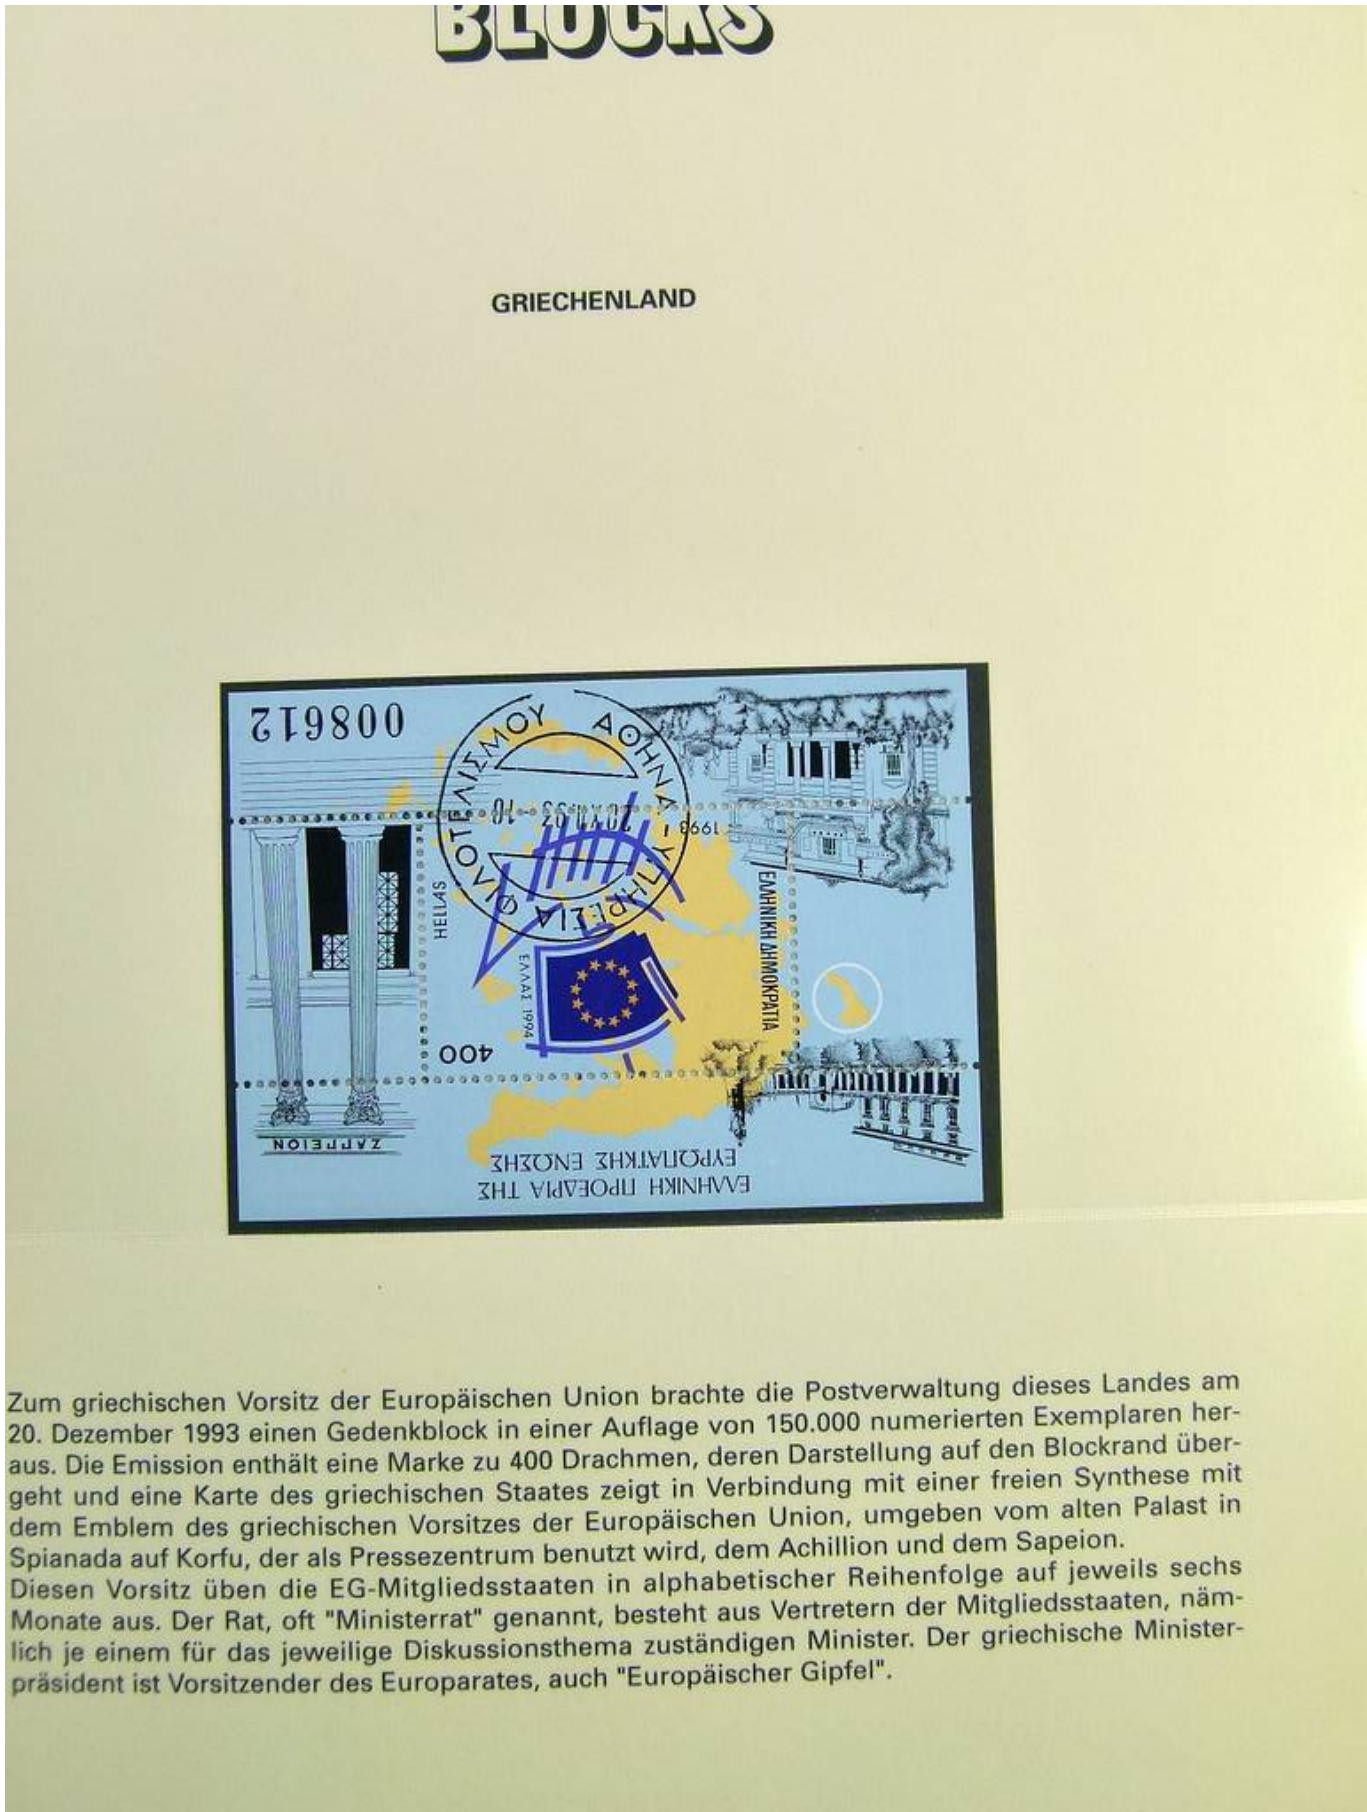 BLOCKS
GRIECHENLAND
008612
ΑΘΗΝΑ - ΥΠΗΡΕΣΙΑ ΦΙΛΟΤΕΛΙΣΜΟΥ
20.XII.93 - 10
1993
HELLAS
ΕΛΛΗΝΙΚΗ ΔΗΜΟΚΡΑΤΙΑ
ΕΛΛΑΣ 1994
400
ΖΑΠΠΕΙΟΝ
ΕΛΛΗΝΙΚΗ ΠΡΟΕΔΡΙΑ ΤΗΣ
ΕΥΡΩΠΑΪΚΗΣ ΕΝΩΣΗΣ
Zum griechischen Vorsitz der Europäischen Union brachte die Postverwaltung dieses Landes am
20. Dezember 1993 einen Gedenkblock in einer Auflage von 150.000 numerierten Exemplaren her-
aus. Die Emission enthält eine Marke zu 400 Drachmen, deren Darstellung auf den Blockrand über-
geht und eine Karte des griechischen Staates zeigt in Verbindung mit einer freien Synthese mit
dem Emblem des griechischen Vorsitzes der Europäischen Union, umgeben vom alten Palast in
Spianada auf Korfu, der als Pressezentrum benutzt wird, dem Achillion und dem Sapeion.
Diesen Vorsitz üben die EG-Mitgliedsstaaten in alphabetischer Reihenfolge auf jeweils sechs
Monate aus. Der Rat, oft "Ministerrat" genannt, besteht aus Vertretern der Mitgliedsstaaten, näm-
lich je einem für das jeweilige Diskussionsthema zuständigen Minister. Der griechische Minister-
präsident ist Vorsitzender des Europarates, auch "Europäischer Gipfel".